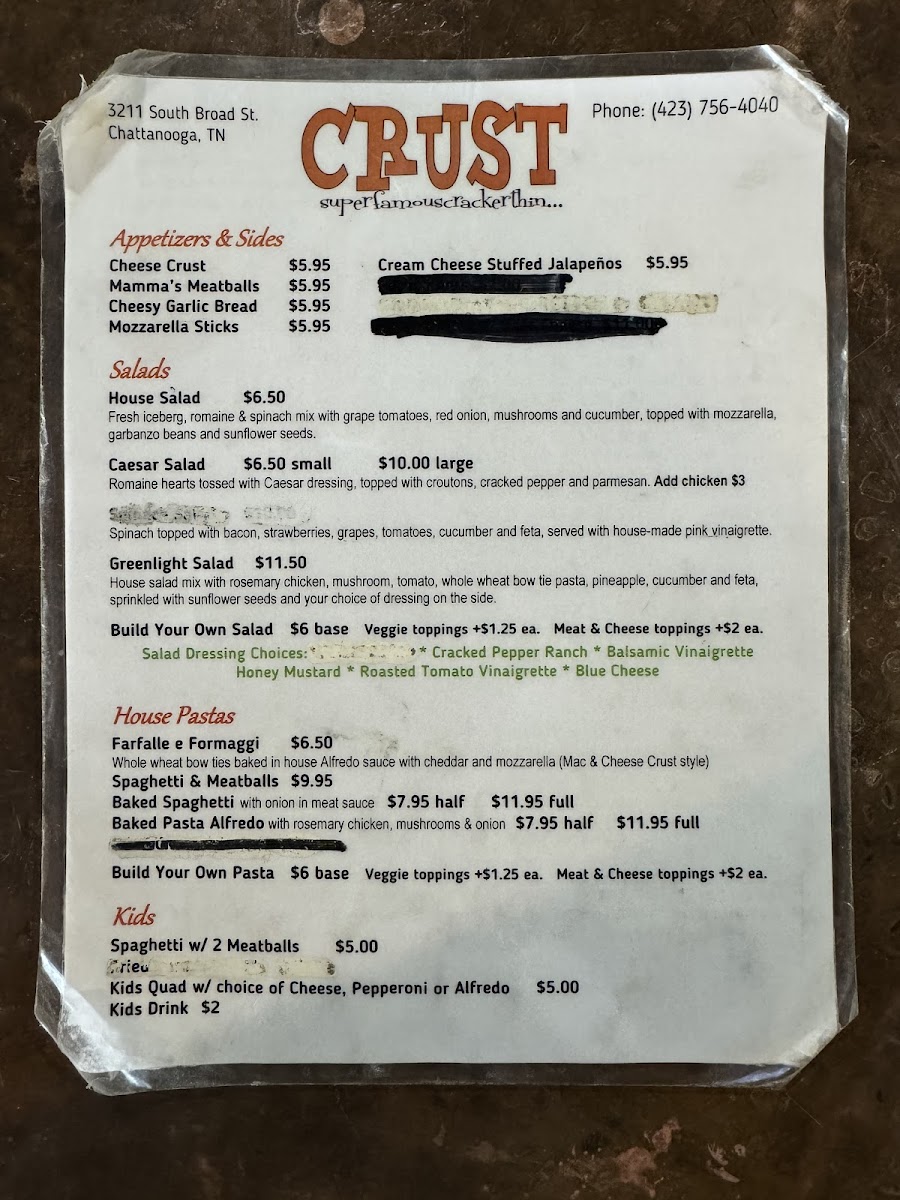 3211 South Broad St.
Chattanooga, TN
CRUST
superfamouscrackerthin...
Phone: (423) 756-4040
Appetizers & Sides
Cheese Crust $5.95 Cream Cheese Stuffed Jalapeños $5.95
Mamma's Meatballs $5.95
Cheesy Garlic Bread $5.95
Mozzarella Sticks $5.95
Salads
House Salad $6.50
Fresh iceberg, romaine & spinach mix with grape tomatoes, red onion, mushrooms and cucumber, topped with mozzarella,
garbanzo beans and sunflower seeds.
Caesar Salad $6.50 small $10.00 large
Romaine hearts tossed with Caesar dressing, topped with croutons, cracked pepper and parmesan. Add chicken $3
Spinach topped with bacon, strawberries, grapes, tomatoes, cucumber and feta, served with house-made pink vinaigrette.
Greenlight Salad $11.50
House salad mix with rosemary chicken, mushroom, tomato, whole wheat bow tie pasta, pineapple, cucumber and feta,
sprinkled with sunflower seeds and your choice of dressing on the side.
Build Your Own Salad $6 base Veggie toppings +$1.25 ea. Meat & Cheese toppings +$2 ea.
Salad Dressing Choices: * Cracked Pepper Ranch * Balsamic Vinaigrette
Honey Mustard * Roasted Tomato Vinaigrette * Blue Cheese
House Pastas
Farfalle e Formaggi $6.50
Whole wheat bow ties baked in house Alfredo sauce with cheddar and mozzarella (Mac & Cheese Crust style)
Spaghetti & Meatballs $9.95
Baked Spaghetti with onion in meat sauce $7.95 half $11.95 full
Baked Pasta Alfredo with rosemary chicken, mushrooms & onion $7.95 half $11.95 full
Build Your Own Pasta $6 base Veggie toppings +$1.25 ea. Meat & Cheese toppings +$2 ea.
Kids
Spaghetti w/ 2 Meatballs $5.00
Fried
Kids Quad w/ choice of Cheese, Pepperoni or Alfredo $5.00
Kids Drink $2